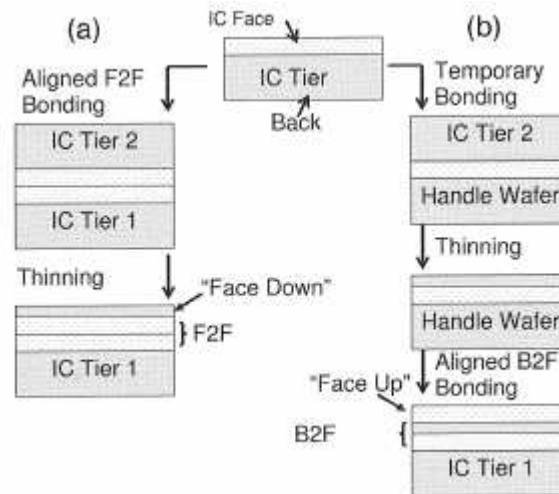 (a)
IC Face
(b)
Aligned F2F
Bonding
IC Tier
Back
Temporary
Bonding
IC Tier 2
IC Tier 1
Thinning
"Face Down"
F2F
IC Tier 1
IC Tier 2
Handle Wafer
Thinning
Handle Wafer
Aligned B2F
Bonding
"Face Up"
B2F
IC Tier 1